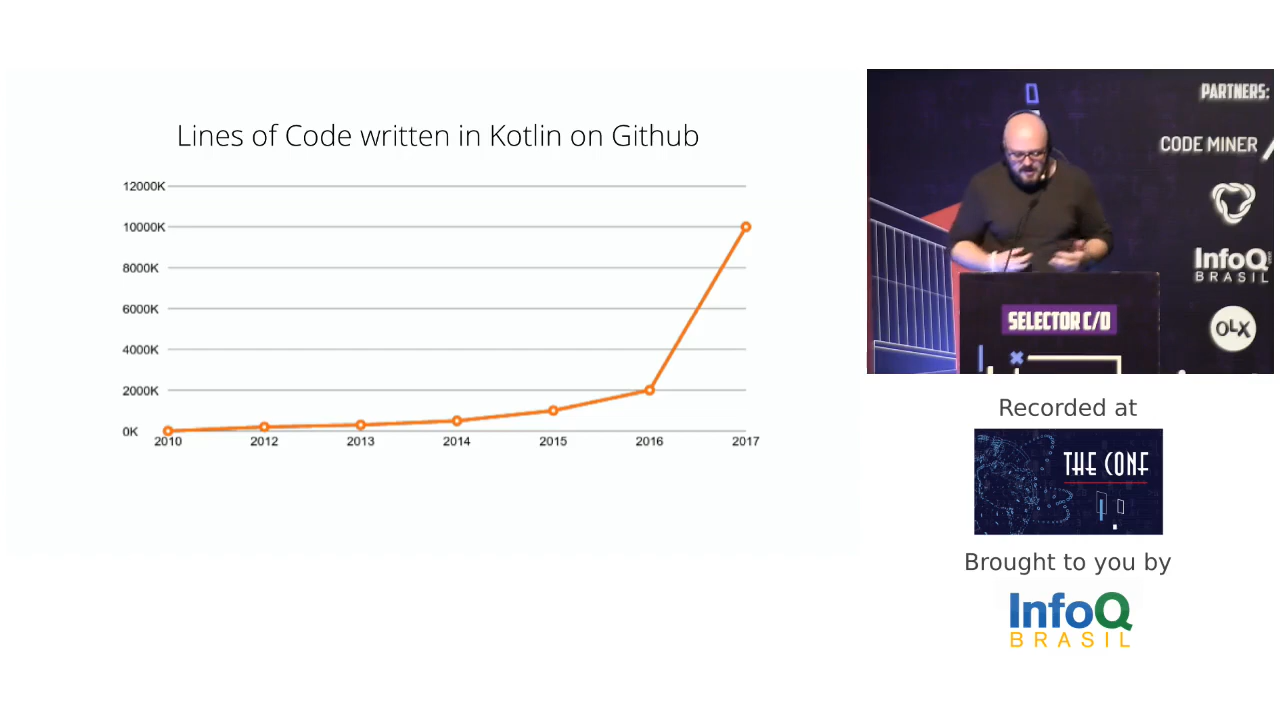 Lines of Code written in Kotlin on Github
12000K
10000K
8000K
6000K
4000K
2000K
0K
2010 2012 2013 2014 2015 2016 2017
PARTNERS:
CODE MINER
InfoQ
BRASIL
OLX
SELECTOR C/D
Recorded at
THE CONF
Brought to you by
InfoQ
BRASIL